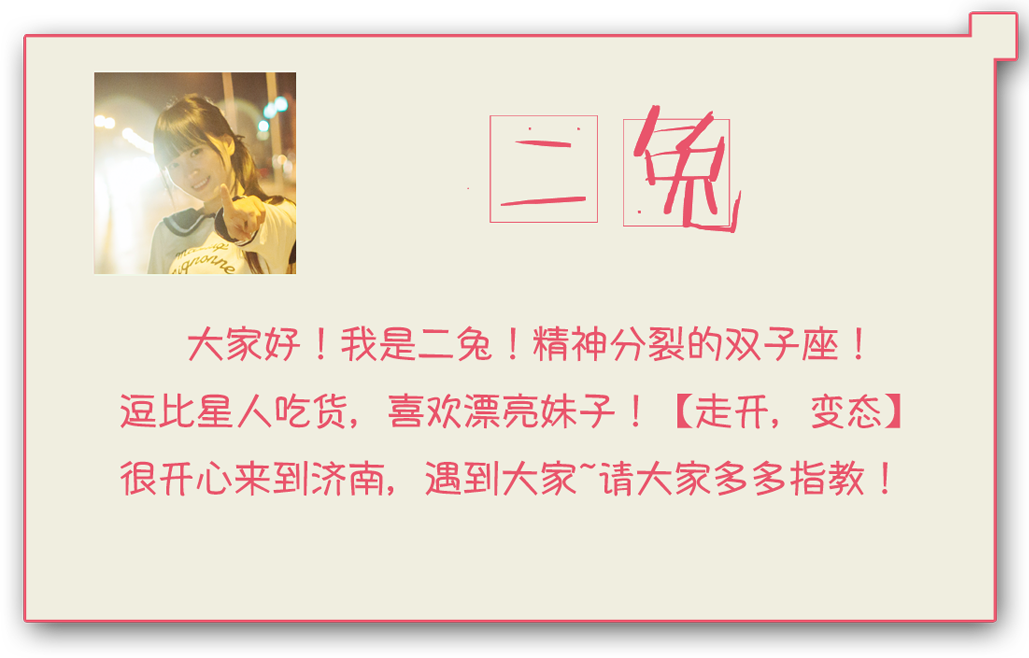 二兔
大家好！我是二兔！精神分裂的双子座！
逗比星人吃货，喜欢漂亮妹子！【走开，变态】
很开心来到济南，遇到大家~请大家多多指教！